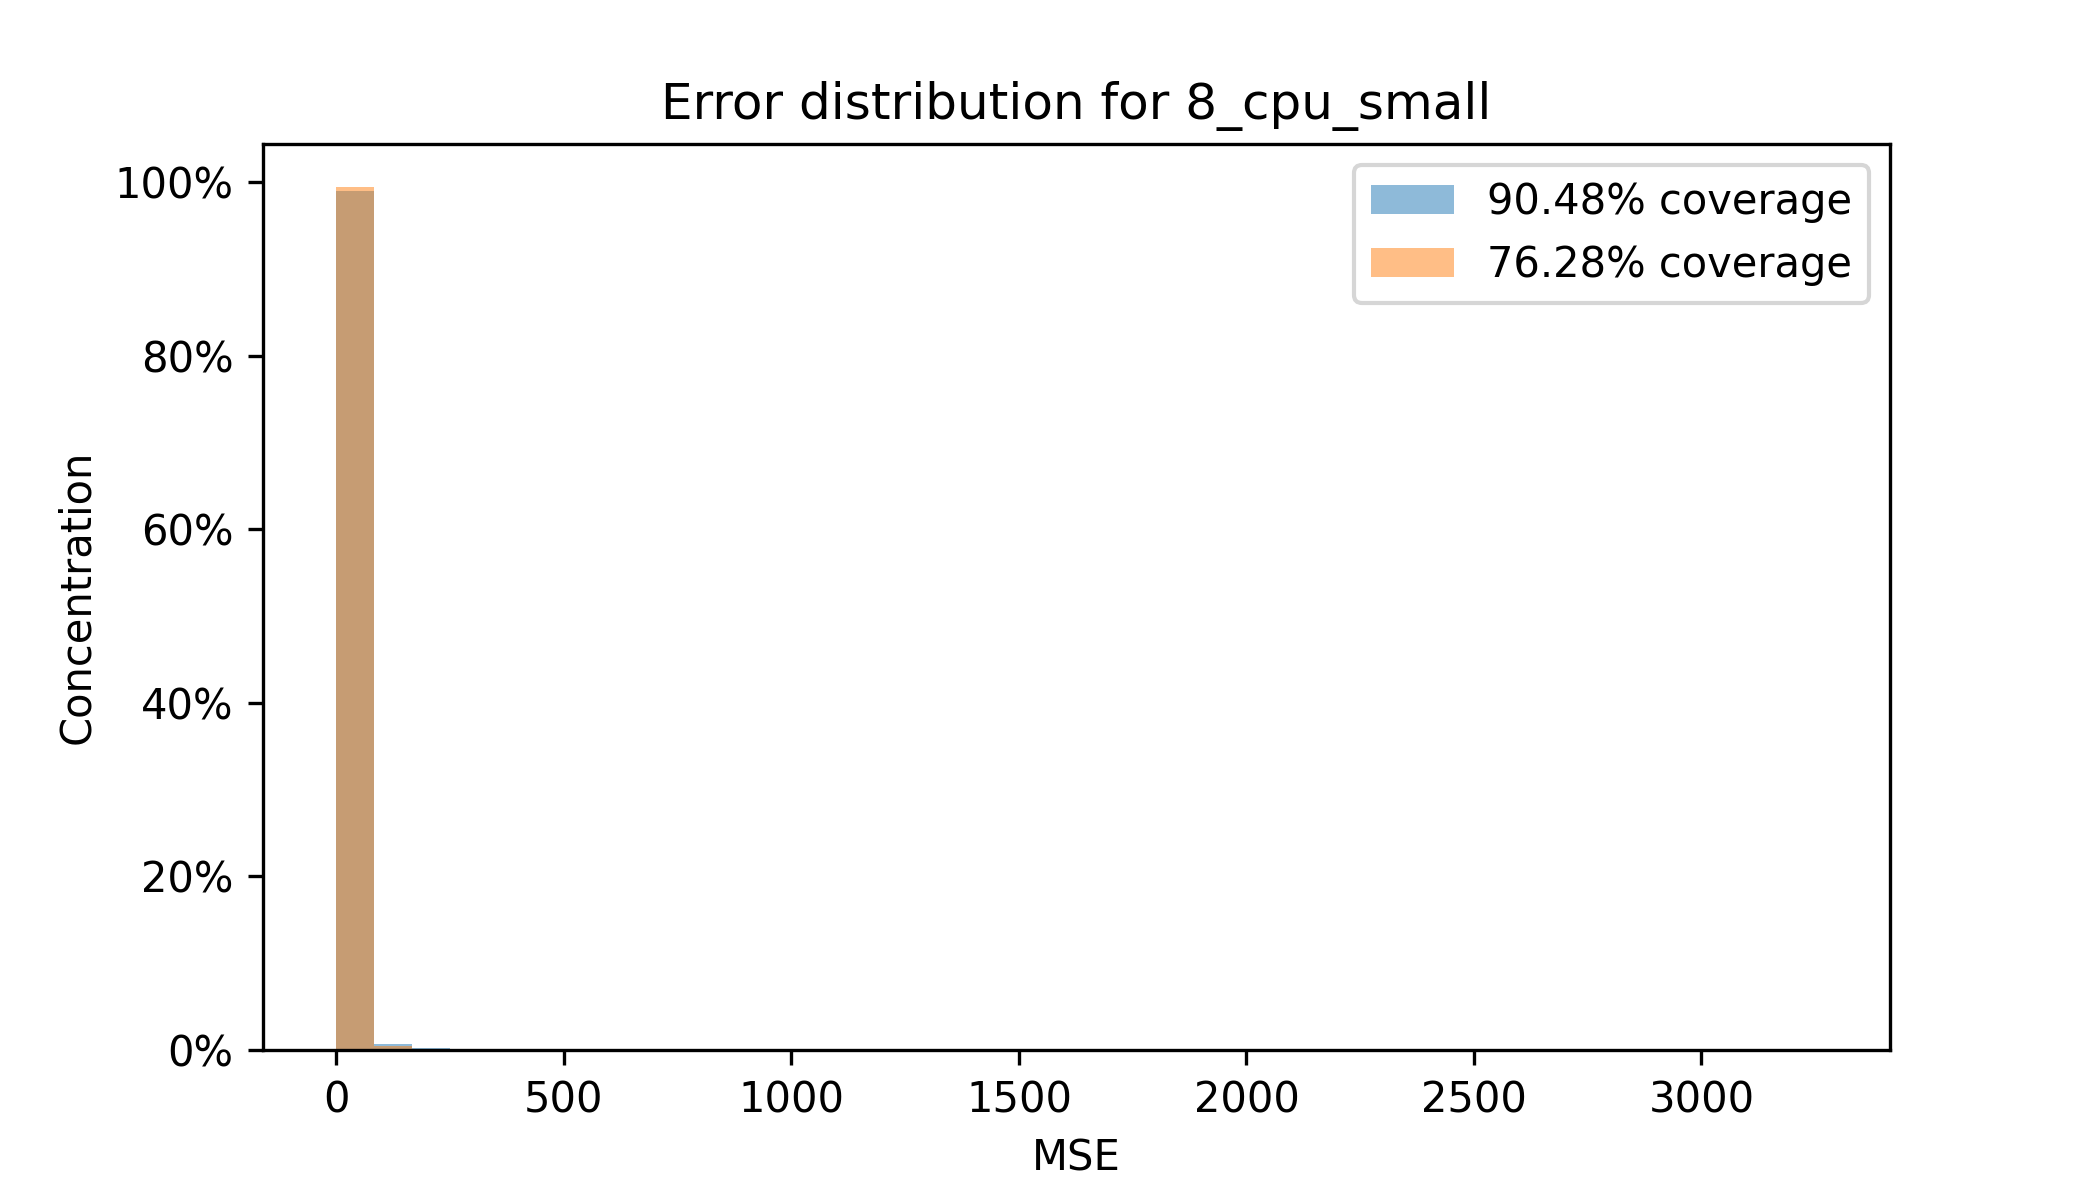 Error distribution for 8_cpu_small
90.48% coverage
76.28% coverage
100%
80%
60%
40%
20%
0%
Concentration
0 500 1000 1500 2000 2500 3000
MSE